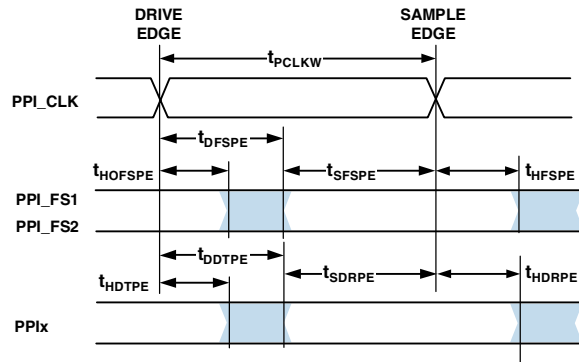 DRIVE EDGE
SAMPLE EDGE
tPCLKW
PPI_CLK
tDFSPE
tHOFSPE
tSFSPE
tHFSPE
PPI_FS1
PPI_FS2
tDDTPE
tSDRPE
tHDTPE
tHDRPE
PPIx